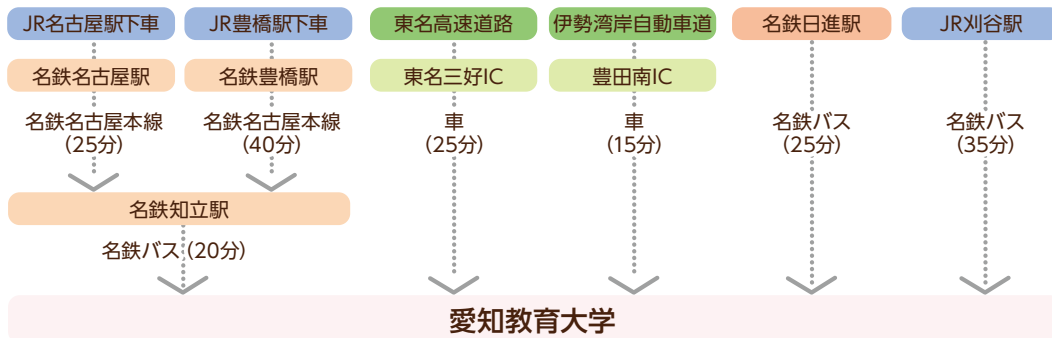 JR名古屋駅下車
JR豊橋駅下車
東名高速道路
伊勢湾岸自動車道
名鉄日進駅
JR刈谷駅
名鉄名古屋駅
名鉄豊橋駅
東名三好IC
豊田南IC
名鉄名古屋本線
(25分)
名鉄名古屋本線
(40分)
車
(25分)
車
(15分)
名鉄バス
(25分)
名鉄バス
(35分)
名鉄知立駅
名鉄バス(20分)
愛知教育大学